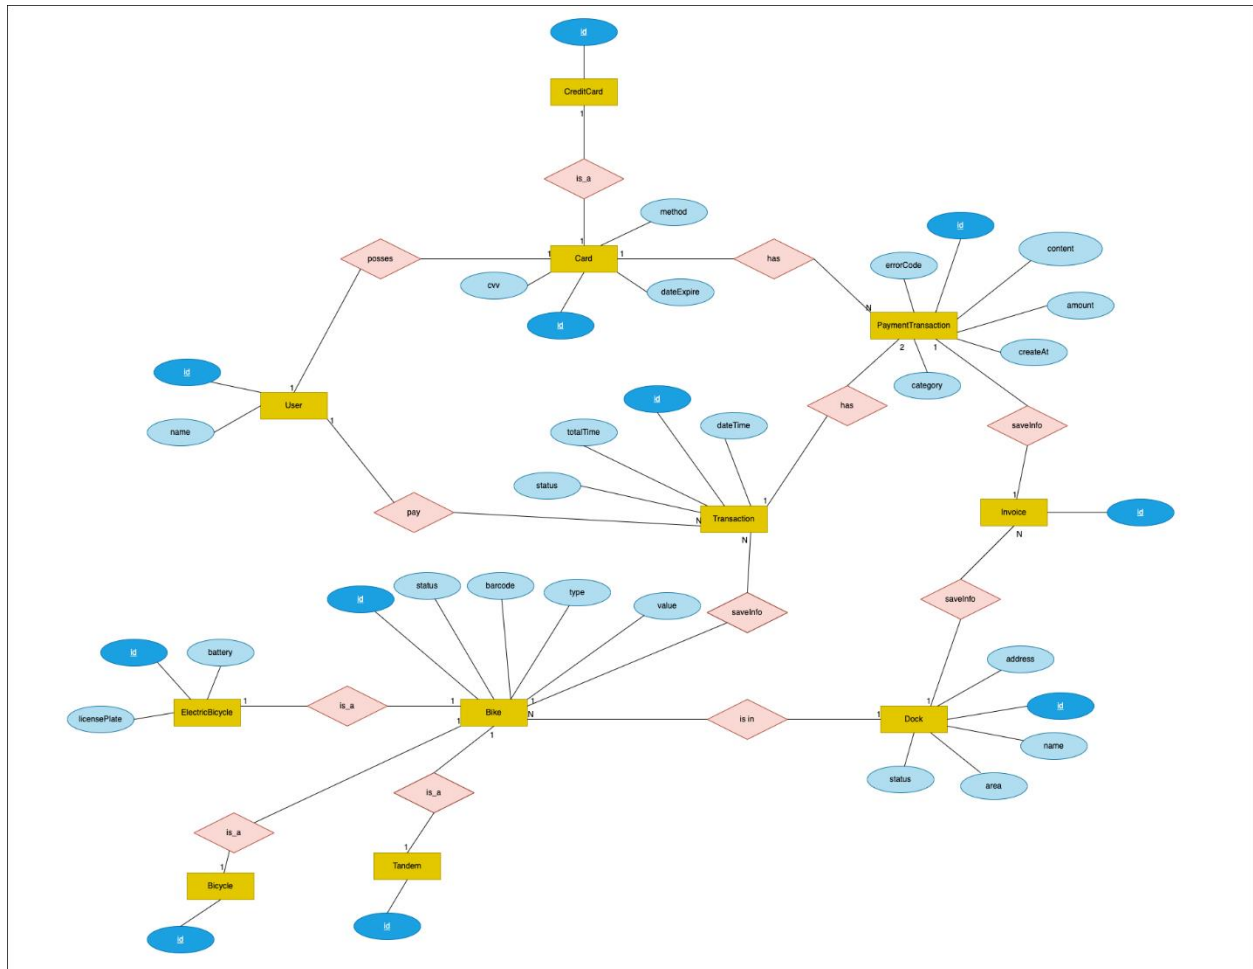 id
CreditCard
1
is_a
method
1
posses
1
Card
1
has
cvv
dateExpire
id
id
content
errorCode
amount
N
PaymentTransaction
createAt
2
1
category
id
1
User
name
1
id
dateTime
has
totalTime
saveInfo
status
1
1
pay
N
Transaction
N
Invoice
id
N
status
barcode
type
id
value
saveInfo
saveInfo
address
Id
battery
licensePlate
ElectricBicycle
1
is_a
1
Bike
1
N
1
1
is in
1
1
Dock
id
name
status
area
is_a
is_a
1
Tandem
1
Bicycle
id
id